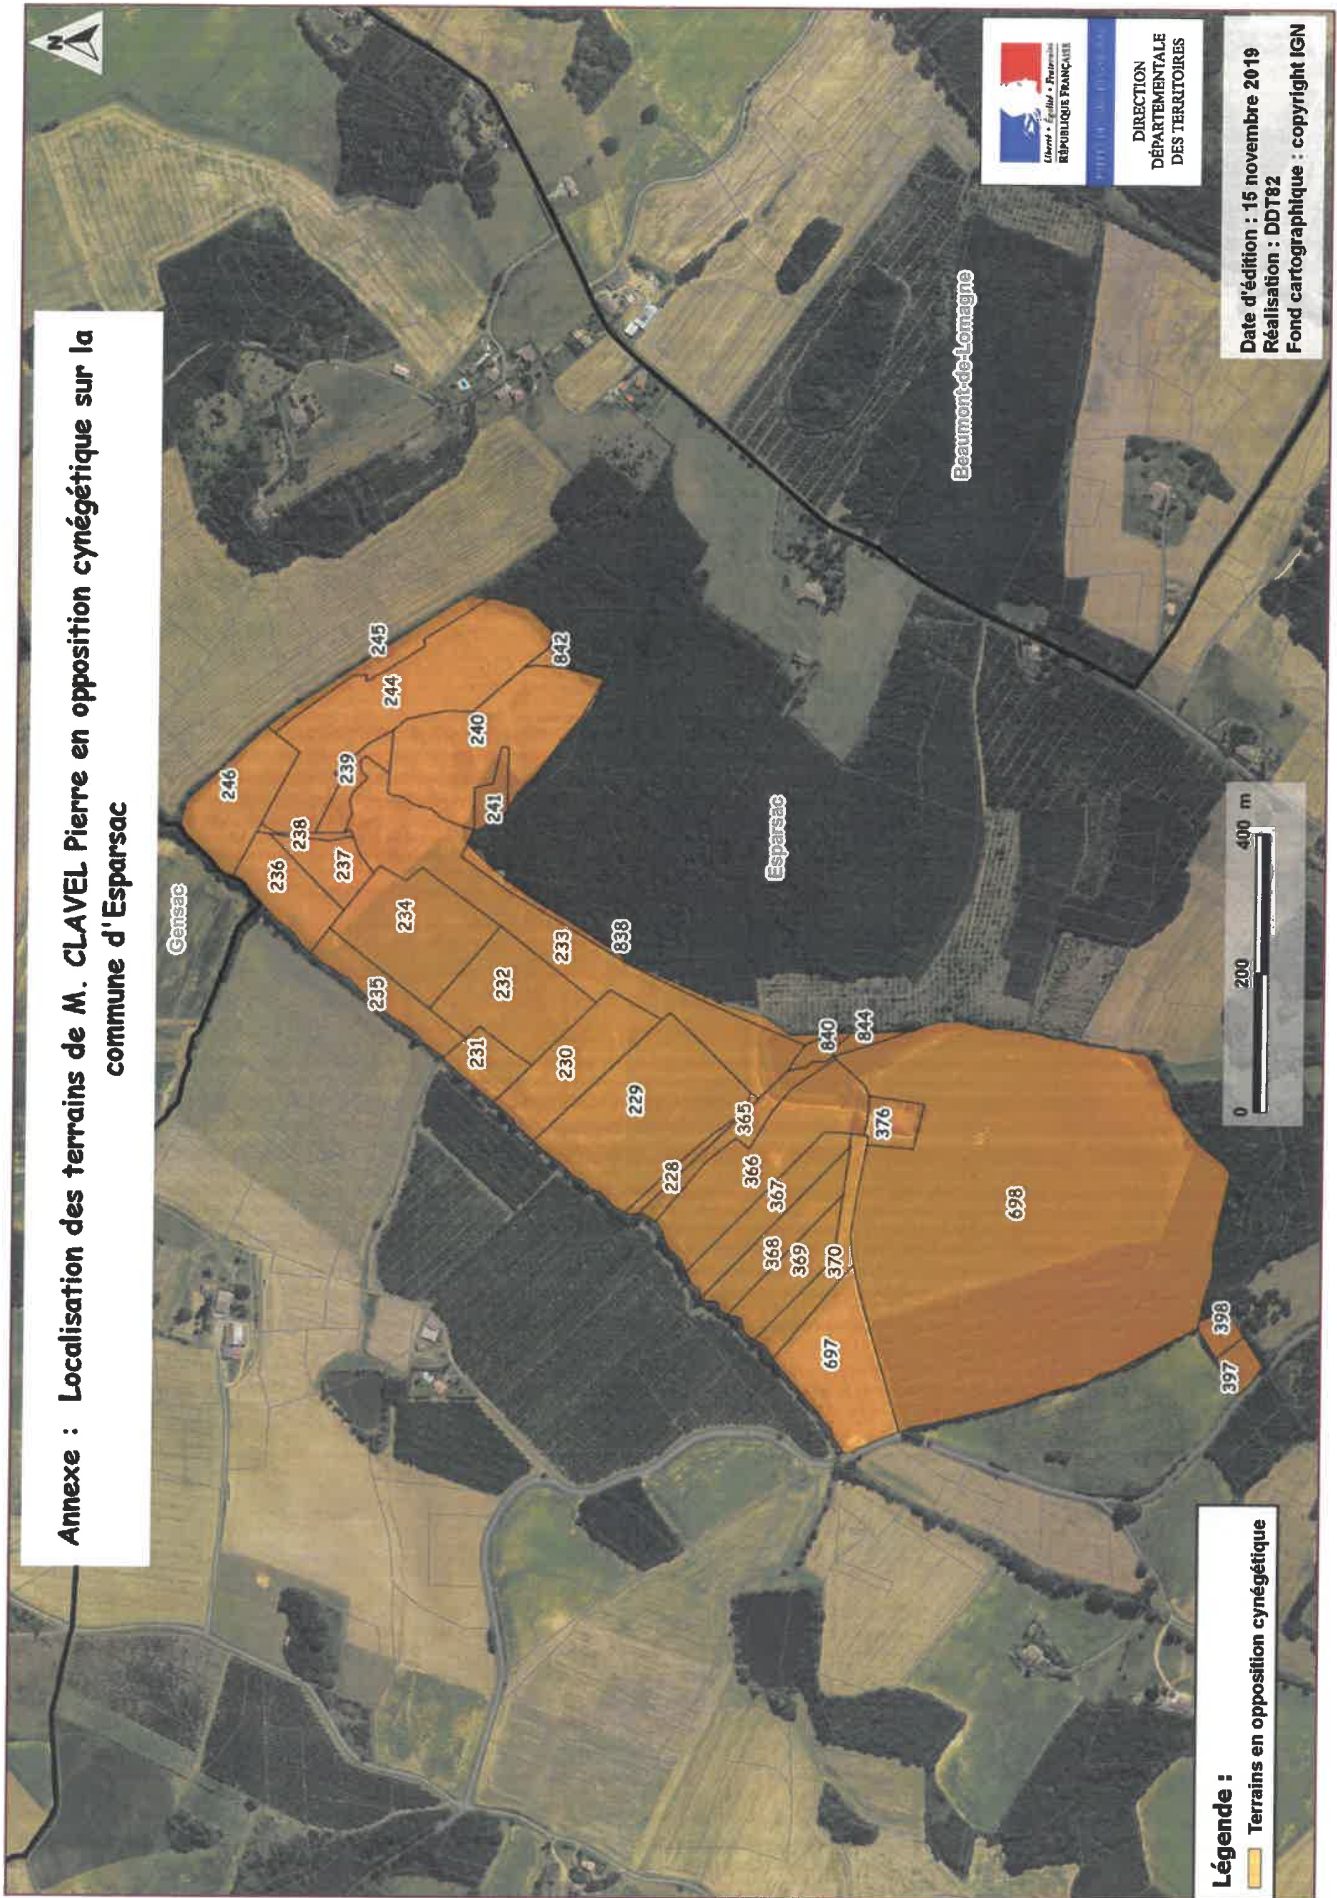 Annexe : Localisation des terrains de M. CLAVEL Pierre en opposition cynégétique sur la
commune d'Esparsac
N
Gensac
246
245
244
236
238
239
237
240
842
241
234
235
233
838
232
231
230
229
228
365
366
367
368
369
370
840
844
376
697
698
398
397
Esparsac
Beaumont-de-Lomagne
Liberté • Égalité • Fraternité
RÉPUBLIQUE FRANÇAISE
DIRECTION
DÉPARTEMENTALE
DES TERRITOIRES
Légende :
Terrains en opposition cynégétique
0 200 400 m
Date d'édition : 15 novembre 2019
Réalisation : DDT82
Fond cartographique : copyright IGN